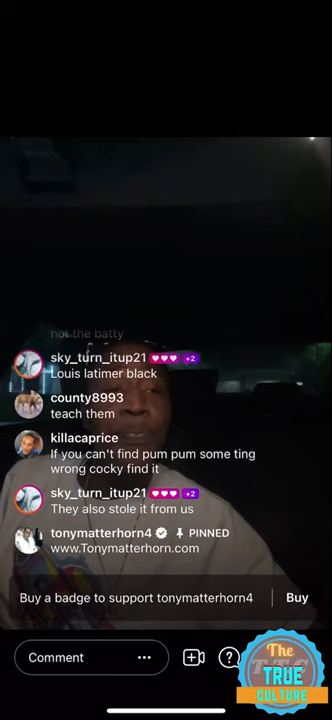 not the batty
sky_turn_itup21 +2
Louis latimer black
county8993
teach them
killacaprice
If you can't find pum pum some ting
wrong cocky find it
sky_turn_itup21 +2
They also stole it from us
tonymatterhorn4 PINNED
www.Tonymatterhorn.com
Buy a badge to support tonymatterhorn4 Buy
Comment
The
TRUE
CULTURE